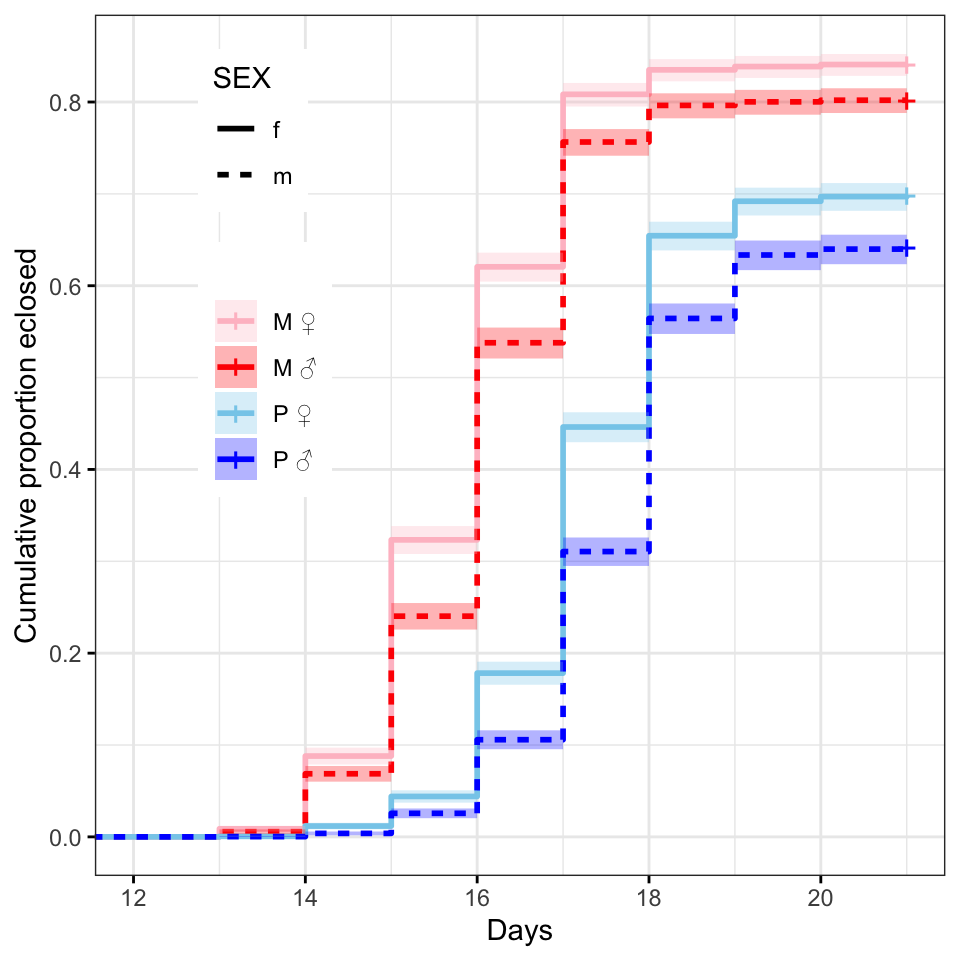 SEX
f
m
M ♀
M ♂
P ♀
P ♂
Cumulative proportion eclosed
0.8
0.6
0.4
0.2
0.0
12 14 16 18 20
Days